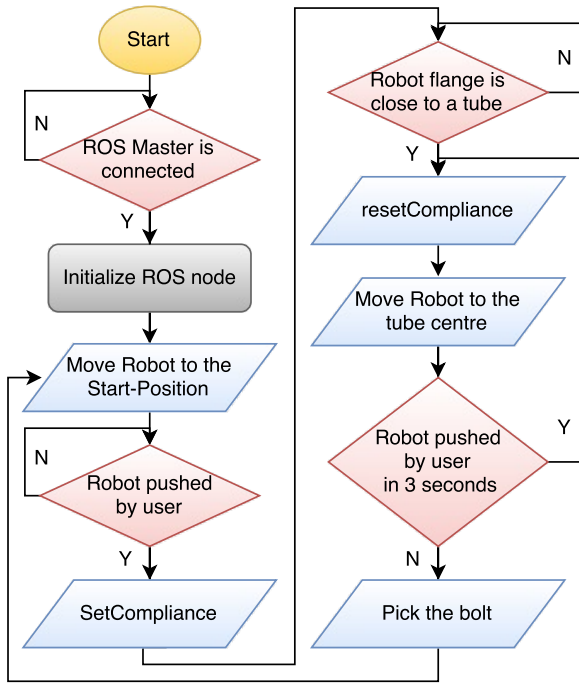 Start
N
ROS Master is
connected
Y
Initialize ROS node
Move Robot to the
Start-Position
N
Robot pushed
by user
Y
SetCompliance
Robot flange is
close to a tube
N
Y
resetCompliance
Move Robot to the
tube centre
Robot pushed
by user
in 3 seconds
Y
N
Pick the bolt